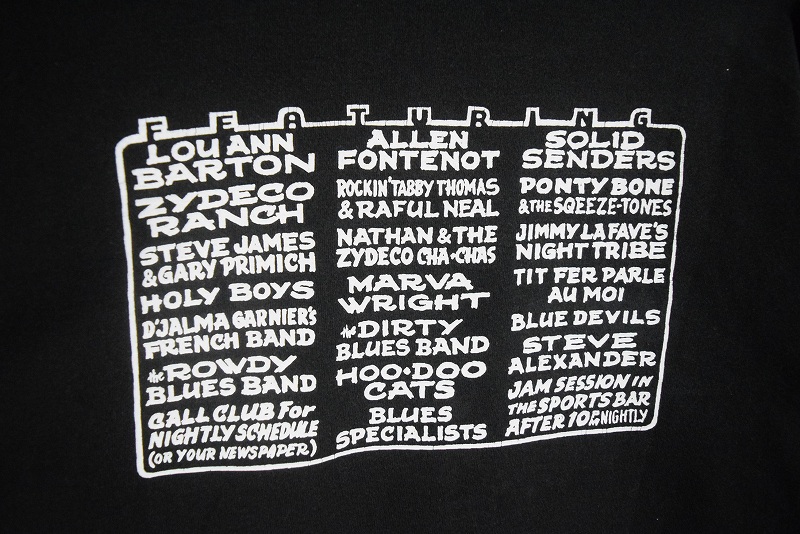 FEATURING
LOU ANN
BARTON
ZYDECO
RANCH
STEVE JAMES
& GARY PRIMICH
HOLY BOYS
D'JALMA GARNIER'S
FRENCH BAND
the ROWDY
BLUES BAND
CALL CLUB For
NIGHTLY SCHEDULE
(OR YOUR NEWSPAPER)
ALLEN
FONTENOT
ROCKIN' TABBY THOMAS
& RAFUL NEAL
NATHAN & THE
ZYDECO CHA-CHAS
MARVA
WRIGHT
the DIRTY
BLUES BAND
HOO-DOO
CATS
BLUES
SPECIALISTS
SOLID
SENDERS
PONTY BONE
& THE SQEEZE-TONES
JIMMY LA FAVE'S
NIGHT TRIBE
TIT FER PARLE
AU MOI
BLUE DEVILS
STEVE
ALEXANDER
JAM SESSION IN
THE SPORTS BAR
AFTER 10 P.M. NIGHTLY